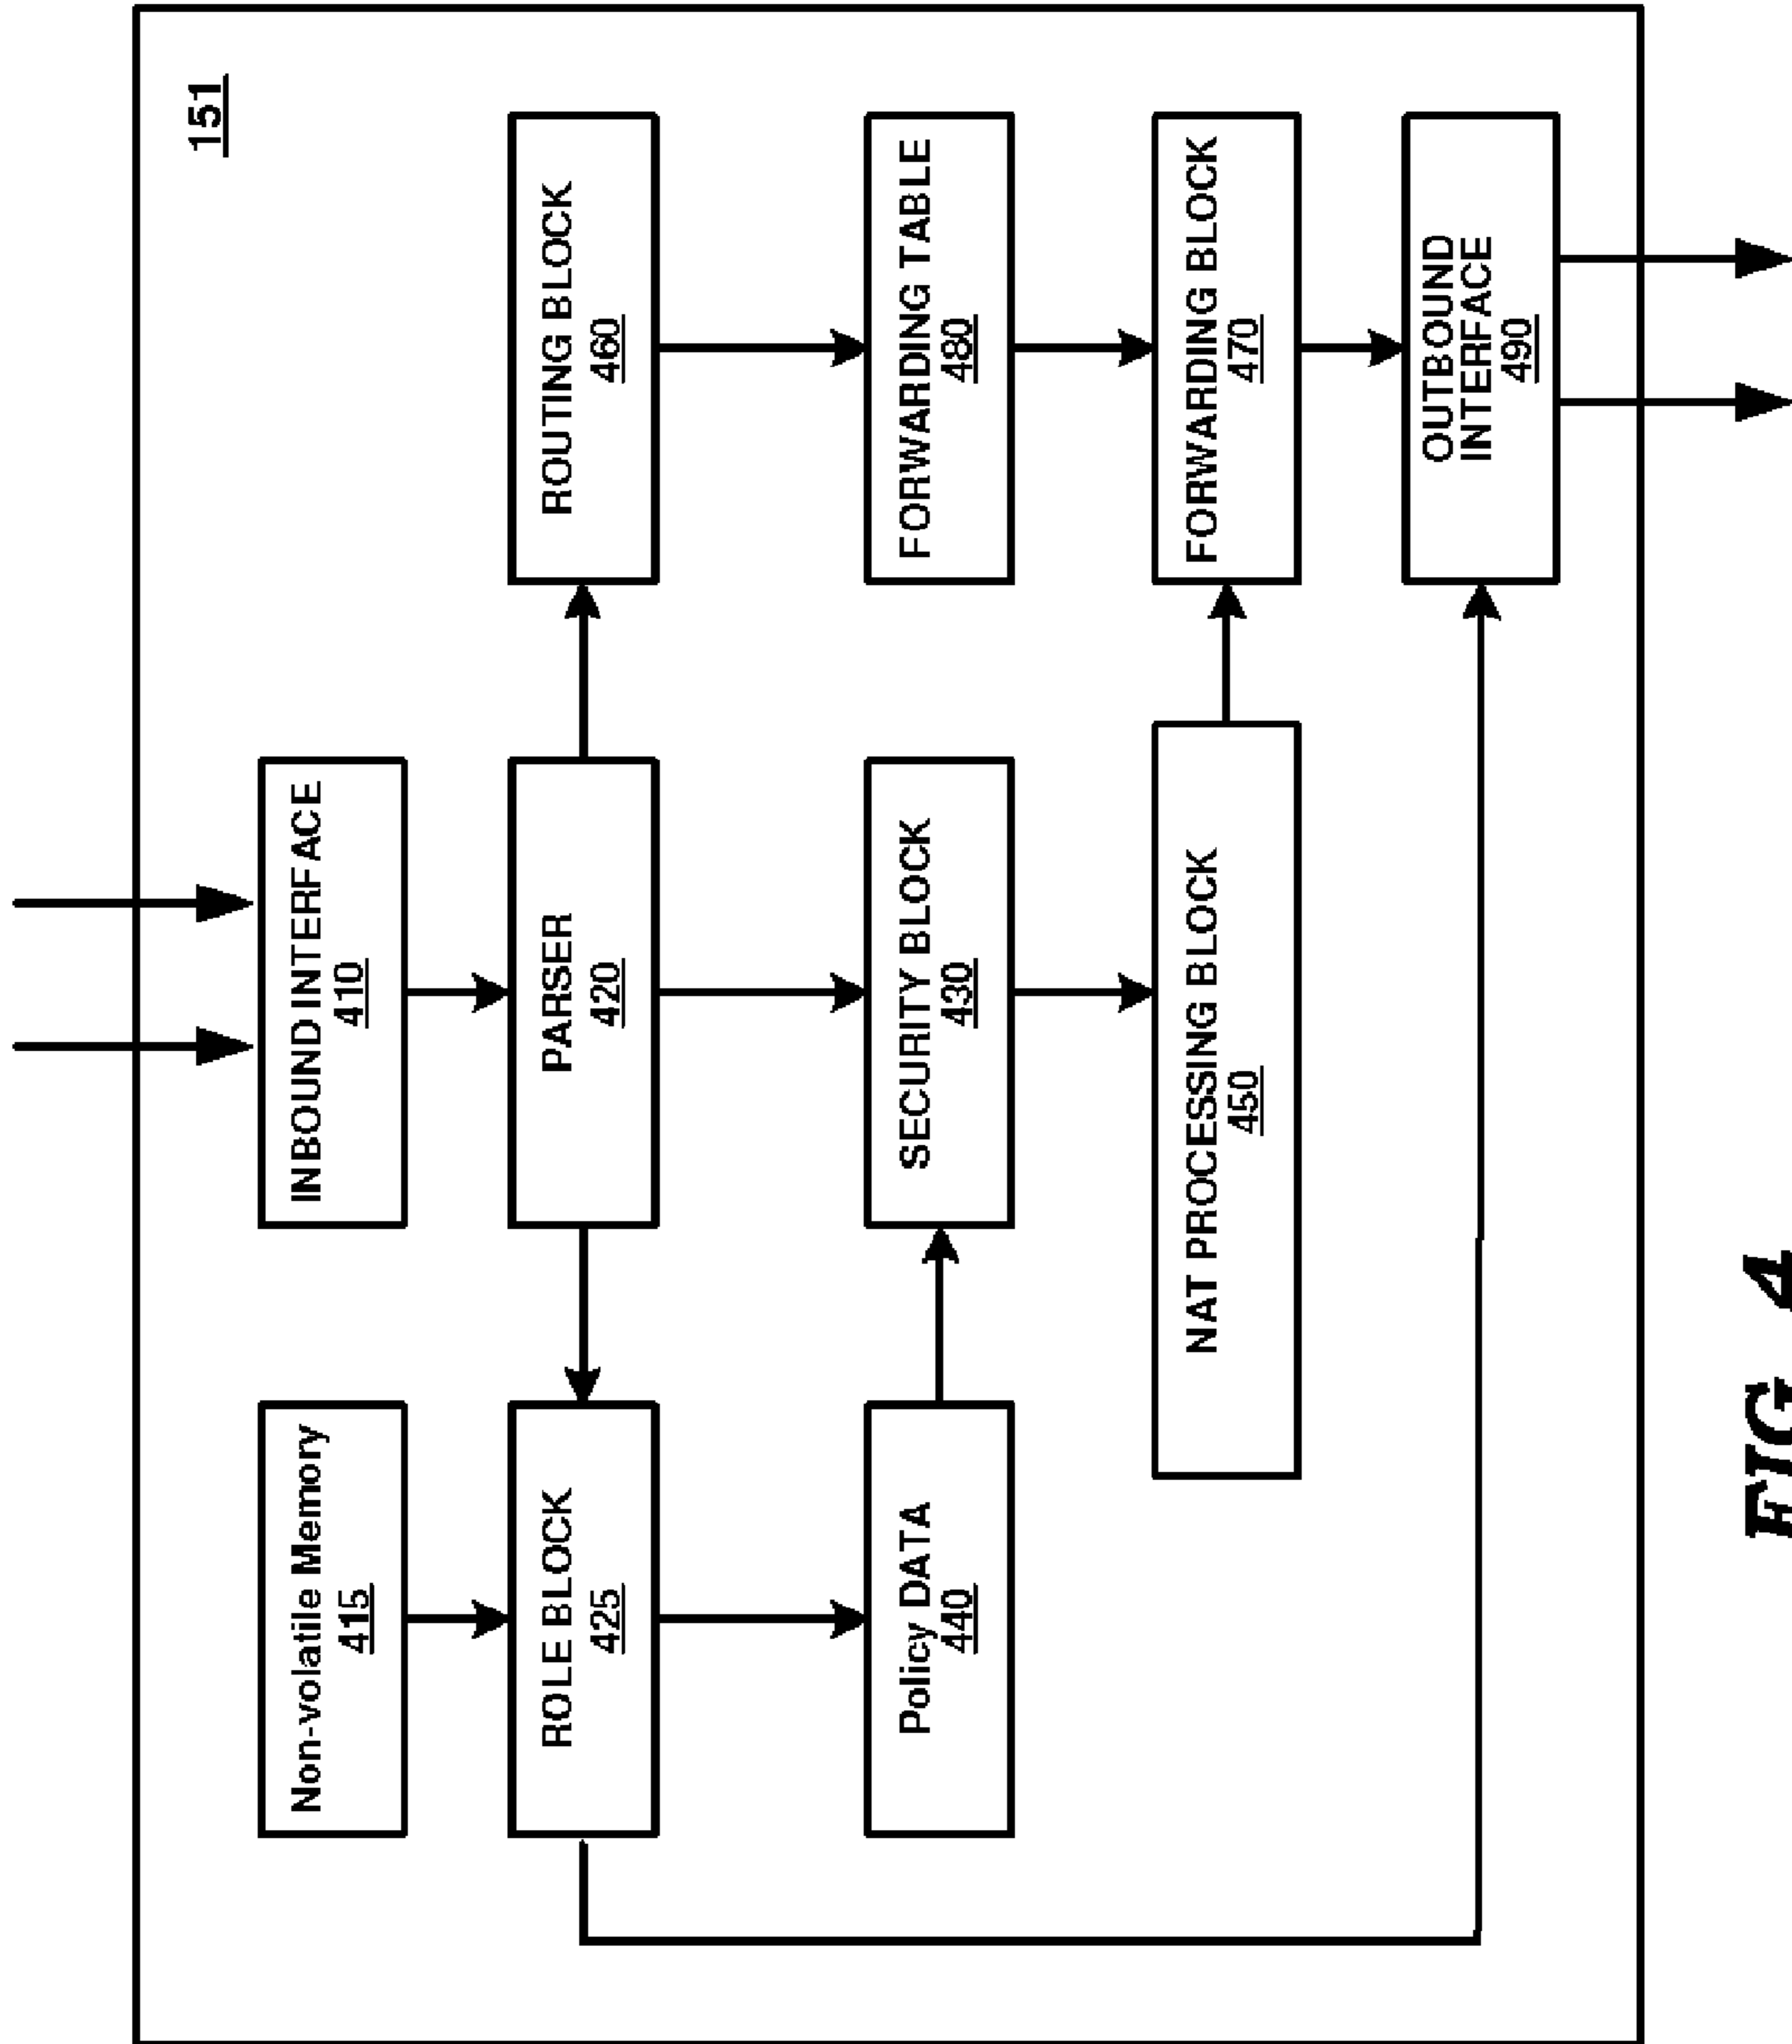 151
Non-volatile Memory
415
INBOUND INTERFACE
410
ROLE BLOCK
425
PARSER
420
ROUTING BLOCK
460
Policy DATA
440
SECURITY BLOCK
430
FORWARDING TABLE
480
NAT PROCESSING BLOCK
450
FORWARDING BLOCK
470
OUTBOUND
INTERFACE
490
FIG 4